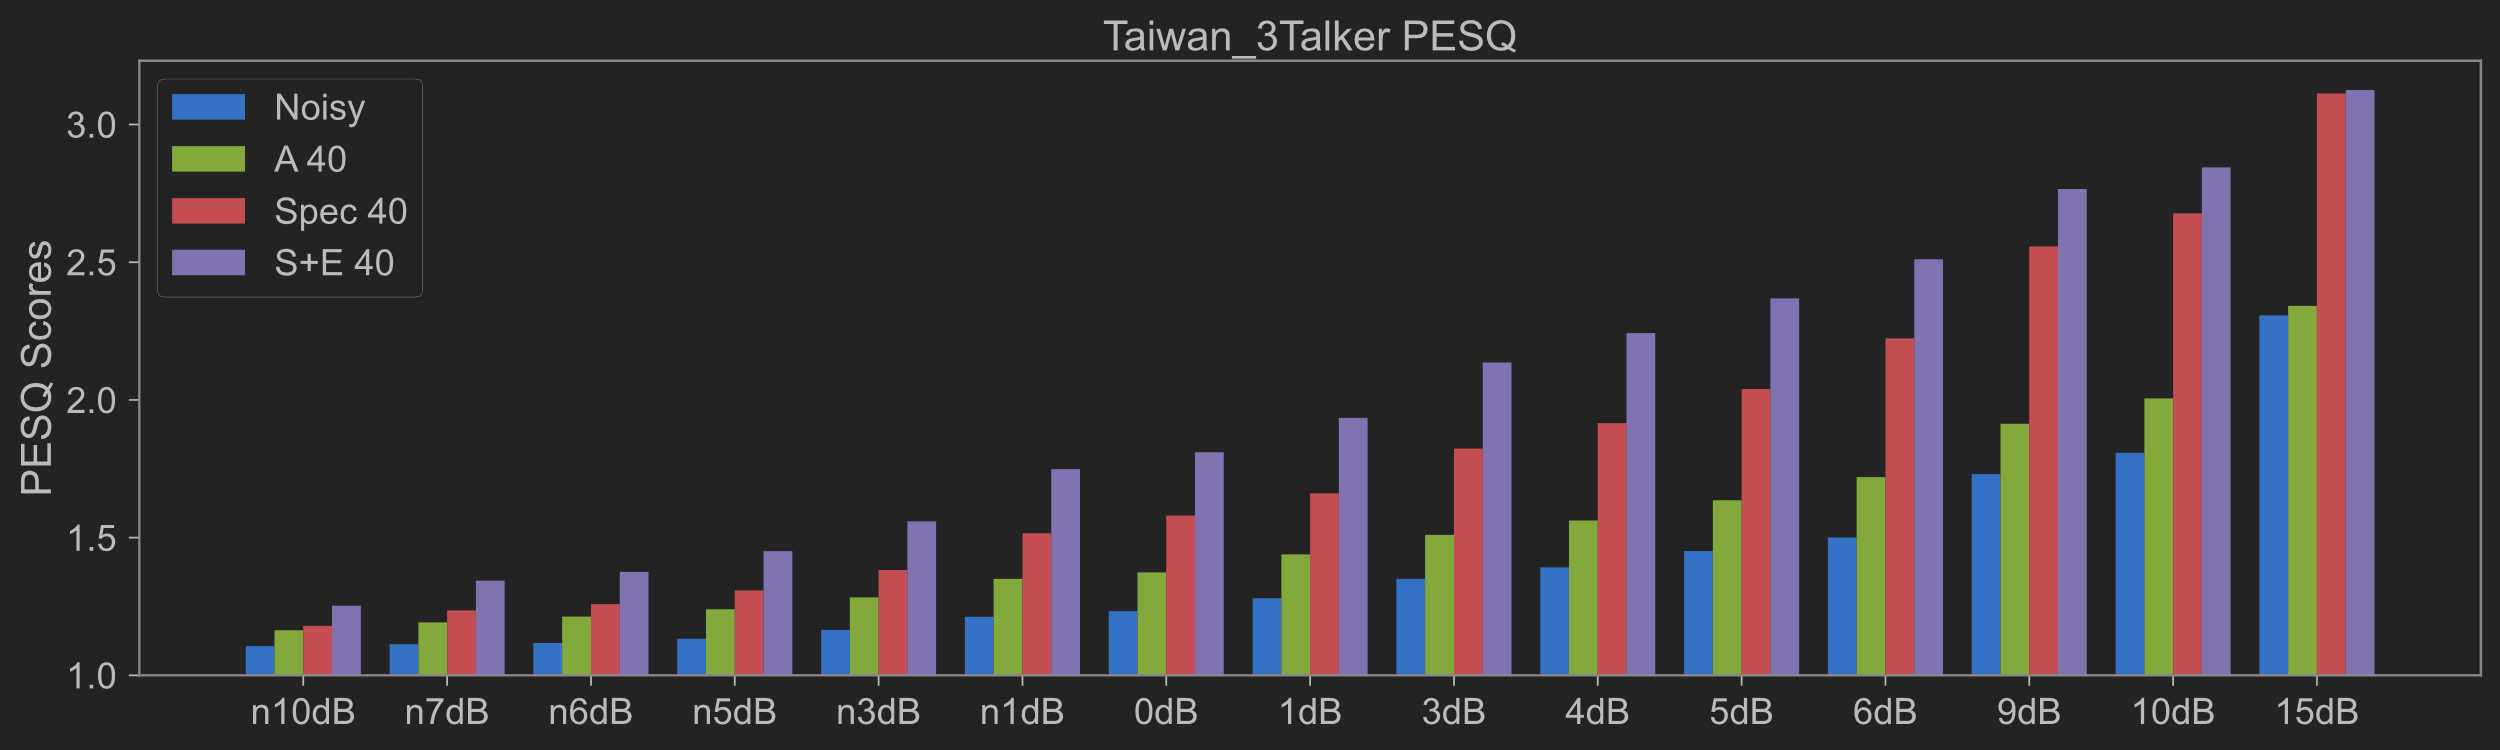 Taiwan_3Talker PESQ
Noisy
A 40
Spec 40
S+E 40
PESQ Scores
3.0
2.5
2.0
1.5
1.0
n10dB n7dB n6dB n5dB n3dB n1dB 0dB 1dB 3dB 4dB 5dB 6dB 9dB 10dB 15dB